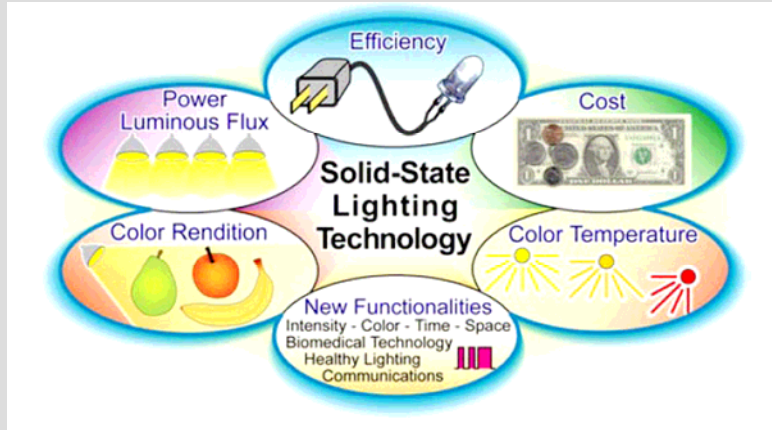 Efficiency
Power
Luminous Flux
Cost
Solid-State
Lighting
Technology
Color Rendition
Color Temperature
New Functionalities
Intensity - Color - Time - Space
Biomedical Technology
Healthy Lighting
Communications